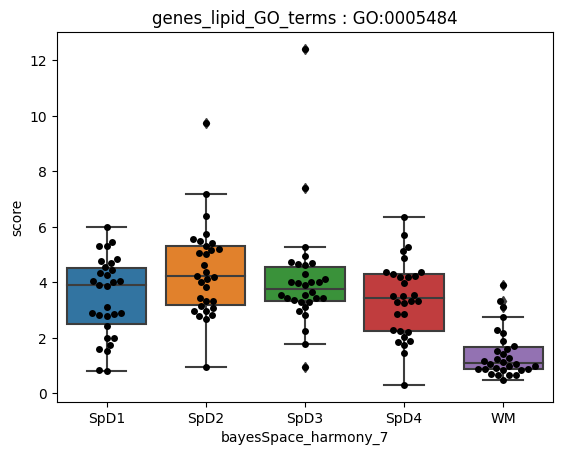 genes_lipid_GO_terms : GO:0005484
score
12
10
8
6
4
2
0
SpD1 SpD2 SpD3 SpD4 WM
bayesSpace_harmony_7